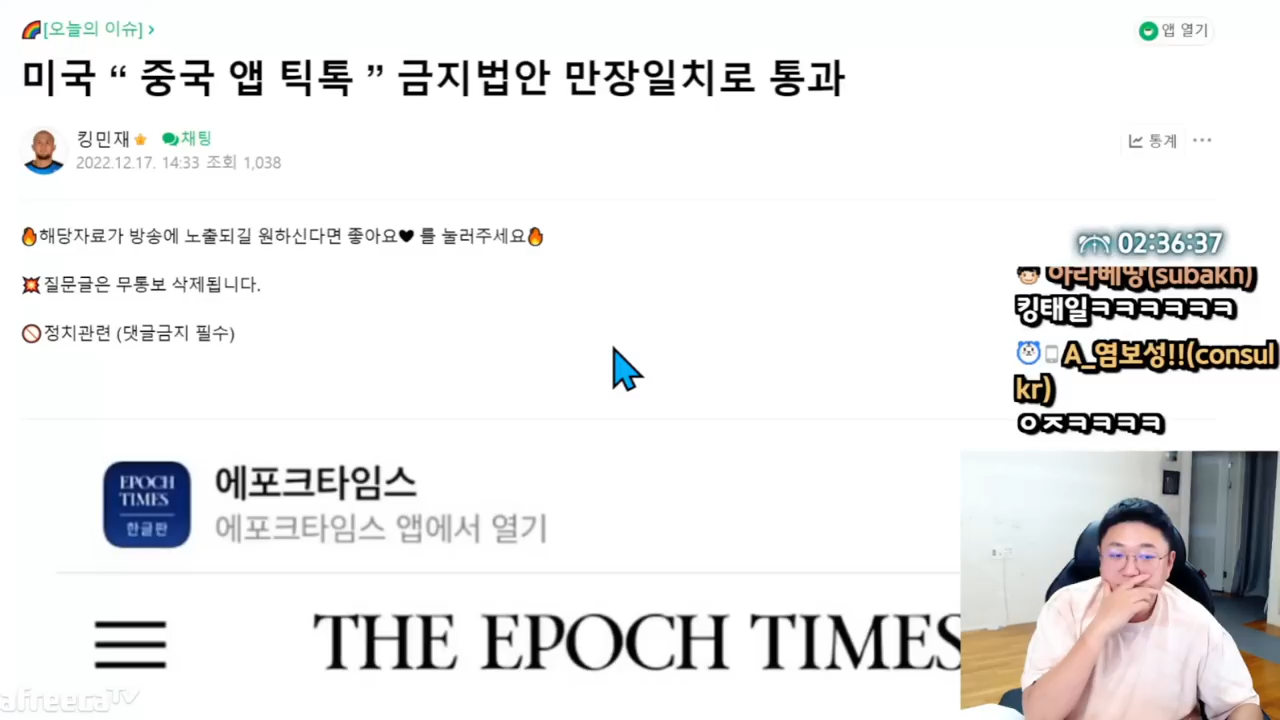 [오늘의 이슈] >
앱 열기
미국 “ 중국 앱 틱톡 ” 금지법안 만장일치로 통과
킹민재 채팅
2022.12.17. 14:33 조회 1,038
통계
해당자료가 방송에 노출되길 원하신다면 좋아요🖤 를 눌러주세요
질문글은 무통보 삭제됩니다.
정치관련 (댓글금지 필수)
02:36:37
아라베땅(subakh)
킹태일ㅋㅋㅋㅋㅋㅋ
A_염보성!!(consul
kr)
ㅇㅈㅋㅋㅋㅋ
EPOCH
TIMES
한글판
에포크타임스
에포크타임스 앱에서 열기
THE EPOCH TIMES
afreecaTV